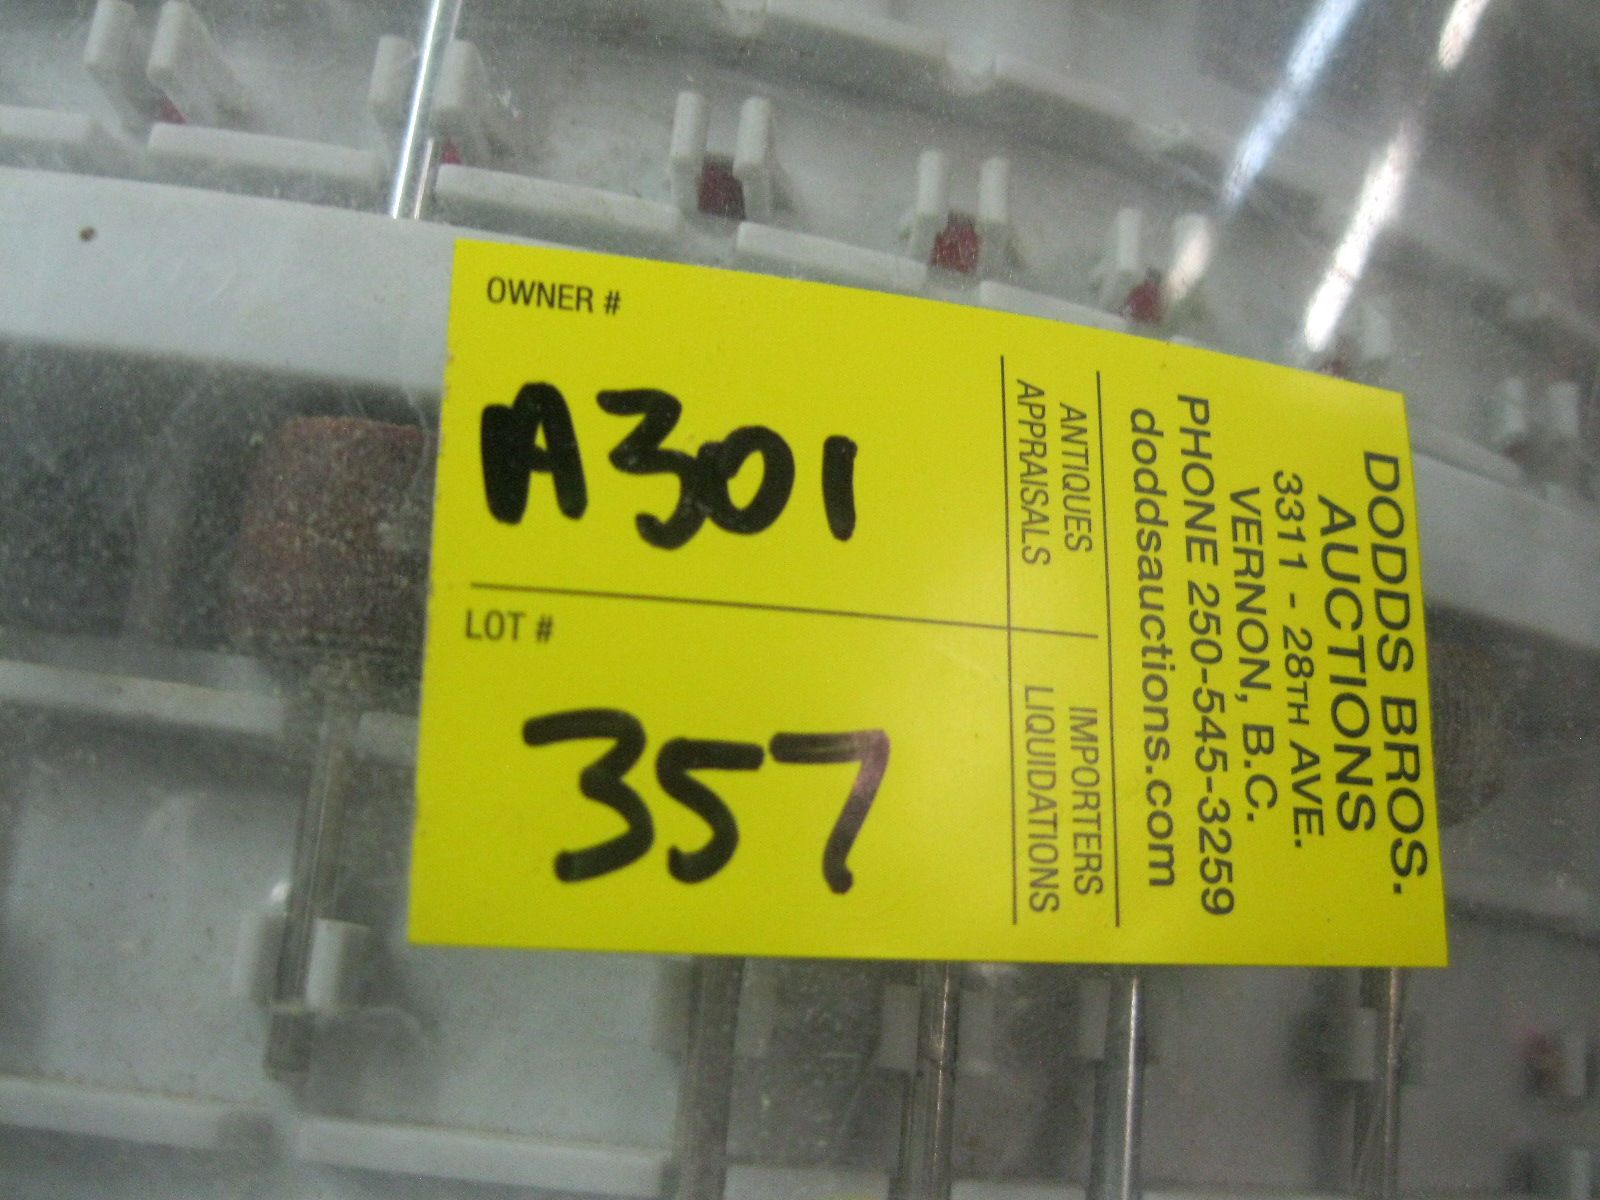 OWNER #
A301
LOT #
357
DODDS BROS.
AUCTIONS
3311 - 28TH AVE.
VERNON, B.C.
PHONE 250-545-3259
doddsauctions.com
ANTIQUES
APPRAISALS
IMPORTERS
LIQUIDATIONS